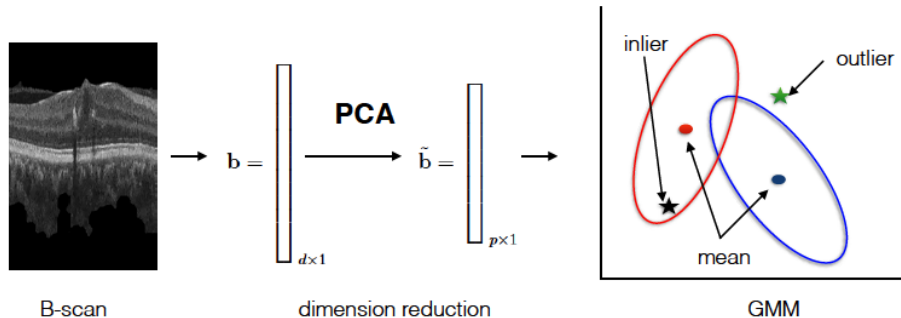 inlier
outlier
PCA
b =
b̃ =
d×1
p×1
mean
B-scan
dimension reduction
GMM